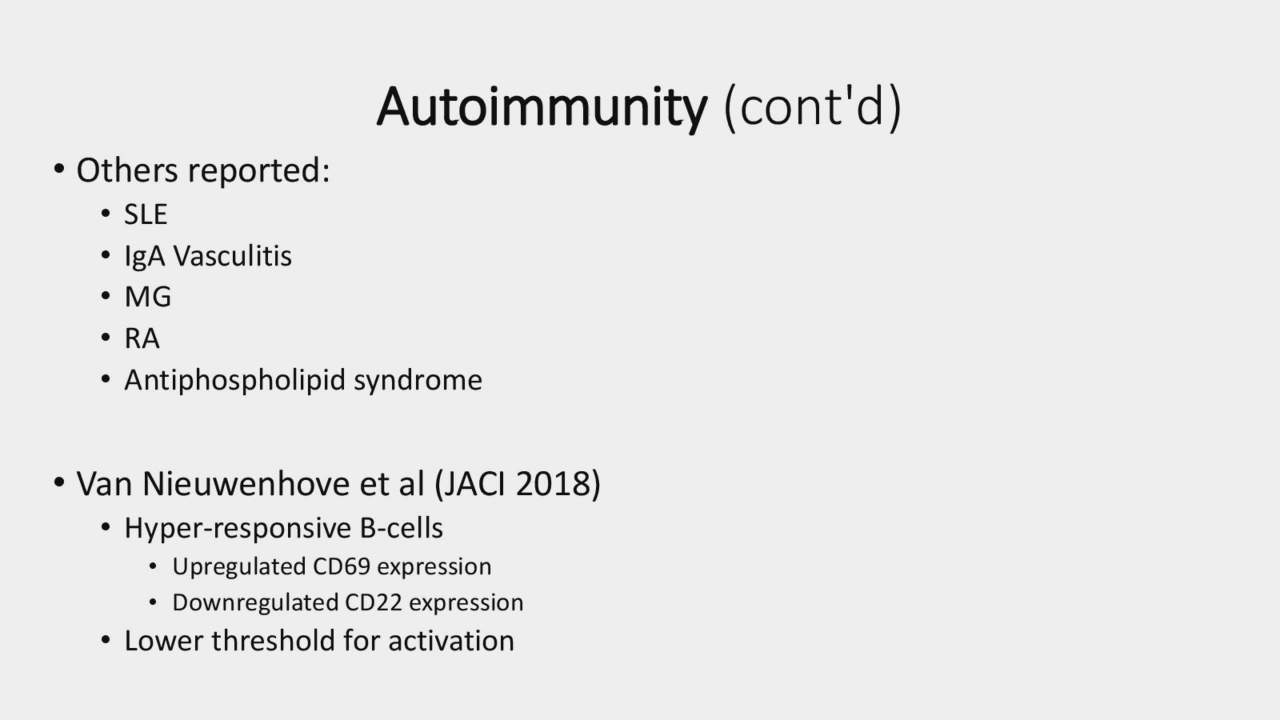 Autoimmunity (cont'd)
• Others reported:
• SLE
• IgA Vasculitis
• MG
• RA
• Antiphospholipid syndrome
• Van Nieuwenhove et al (JACI 2018)
• Hyper-responsive B-cells
• Upregulated CD69 expression
• Downregulated CD22 expression
• Lower threshold for activation